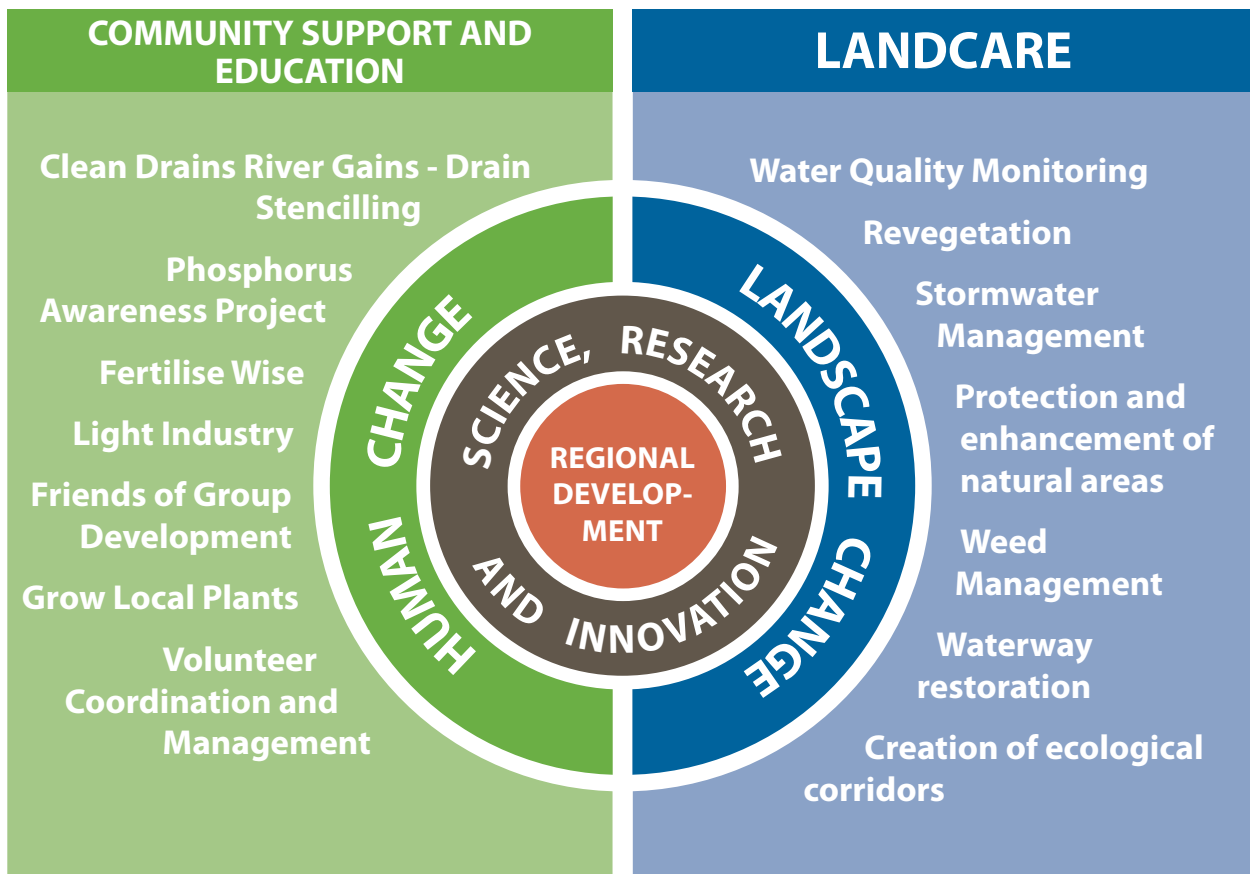 COMMUNITY SUPPORT AND
EDUCATION
Clean Drains River Gains - Drain
Stencilling
Phosphorus
Awareness Project
Fertilise Wise
Light Industry
Friends of Group
Development
Grow Local Plants
Volunteer
Coordination and
Management
HUMAN CHANGE
SCIENCE, RESEARCH
AND INNOVATION
REGIONAL
DEVELOP-
MENT
LANDSCAPE CHANGE
LANDCARE
Water Quality Monitoring
Revegetation
Stormwater
Management
Protection and
enhancement of
natural areas
Weed
Management
Waterway
restoration
Creation of ecological
corridors